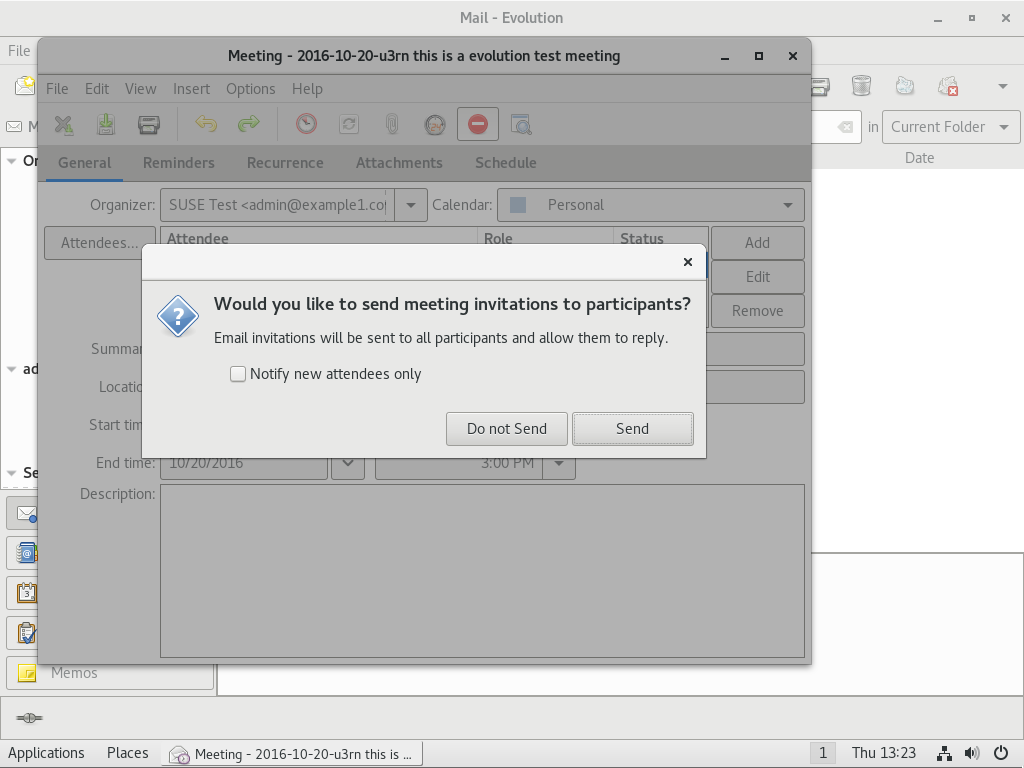 Mail - Evolution
File
Meeting - 2016-10-20-u3rn this is a evolution test meeting
File Edit View Insert Options Help
in Current Folder
General Reminders Recurrence Attachments Schedule
Date
Organizer: SUSE Test <admin@example1.co Calendar: Personal
Attendees... Attendee Role Status Add
Edit
Remove
Would you like to send meeting invitations to participants?
Email invitations will be sent to all participants and allow them to reply.
Notify new attendees only
Do not Send Send
Start tim
End time: 10/20/2016 3:00 PM
Description:
Memos
Applications Places Meeting - 2016-10-20-u3rn this is ... 1 Thu 13:23